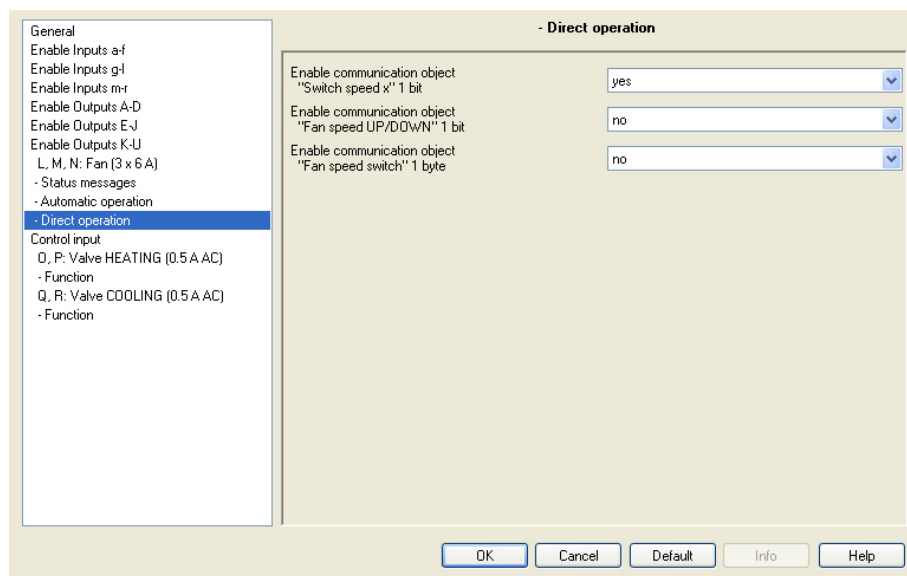 General
Enable Inputs a-f
Enable Inputs g-l
Enable Inputs m-r
Enable Outputs A-D
Enable Outputs E-J
Enable Outputs K-U
L, M, N: Fan (3 x 6 A)
- Status messages
- Automatic operation
- Direct operation
Control input
O, P: Valve HEATING (0.5 A AC)
- Function
Q, R: Valve COOLING (0.5 A AC)
- Function
- Direct operation
Enable communication object
"Switch speed x" 1 bit
yes
Enable communication object
"Fan speed UP/DOWN" 1 bit
no
Enable communication object
"Fan speed switch" 1 byte
no
OK
Cancel
Default
Info
Help